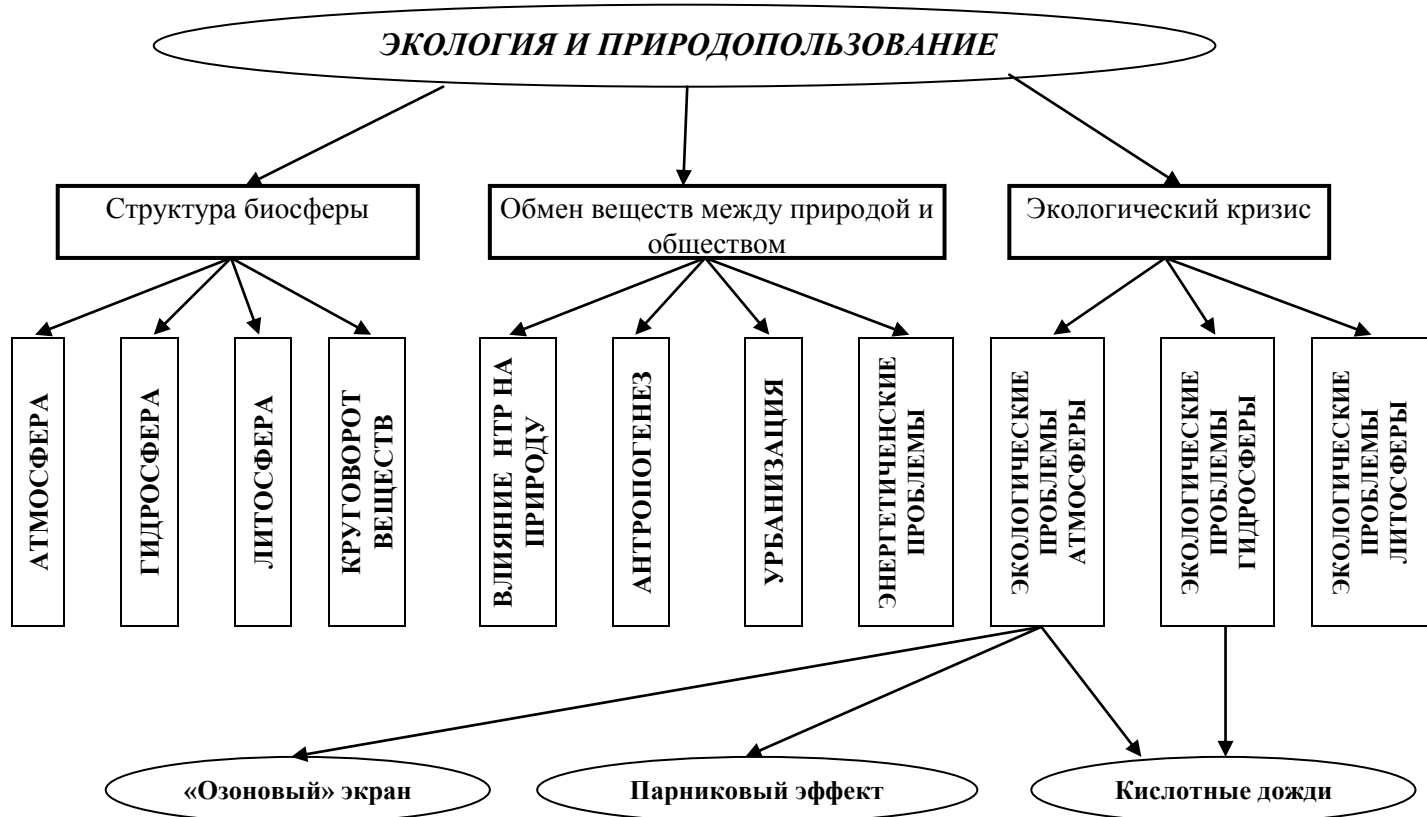 ЭКОЛОГИЯ И ПРИРОДОПОЛЬЗОВАНИЕ
Структура биосферы
Обмен веществ между природой и
обществом
Экологический кризис
АТМОСФЕРА
ГИДРОСФЕРА
ЛИТОСФЕРА
КРУГОВОРОТ
ВЕЩЕСТВ
ВЛИЯНИЕ НТР НА
ПРИРОДУ
АНТРОПОГЕНЕЗ
УРБАНИЗАЦИЯ
ЭНЕРГЕТИЧЕНСКИЕ
ПРОБЛЕМЫ
ЭКОЛОГИЧЕСКИЕ
ПРОБЛЕМЫ
АТМОСФЕРЫ
ЭКОЛОГИЧЕСКИЕ
ПРОБЛЕМЫ
ГИДРОСФЕРЫ
ЭКОЛОГИЧЕСКИЕ
ПРОБЛЕМЫ
ЛИТОСФЕРЫ
«Озоновый» экран
Парниковый эффект
Кислотные дожди